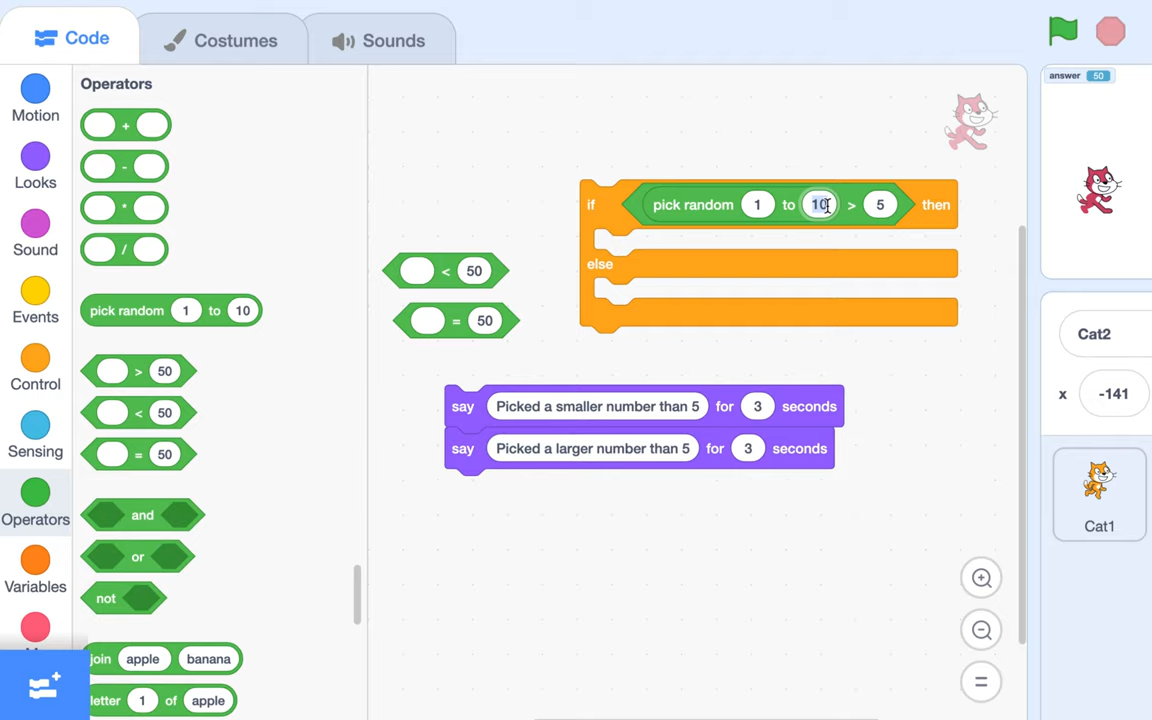 Code
Costumes
Sounds
Motion
Looks
Sound
Events
Control
Sensing
Operators
Variables
Operators
+
-
*
/
pick random 1 to 10
> 50
< 50
= 50
and
or
not
join apple banana
letter 1 of apple
< 50
= 50
if pick random 1 to 10 > 5 then
else
say Picked a smaller number than 5 for 3 seconds
say Picked a larger number than 5 for 3 seconds
answer 50
Cat2
x -141
Cat1